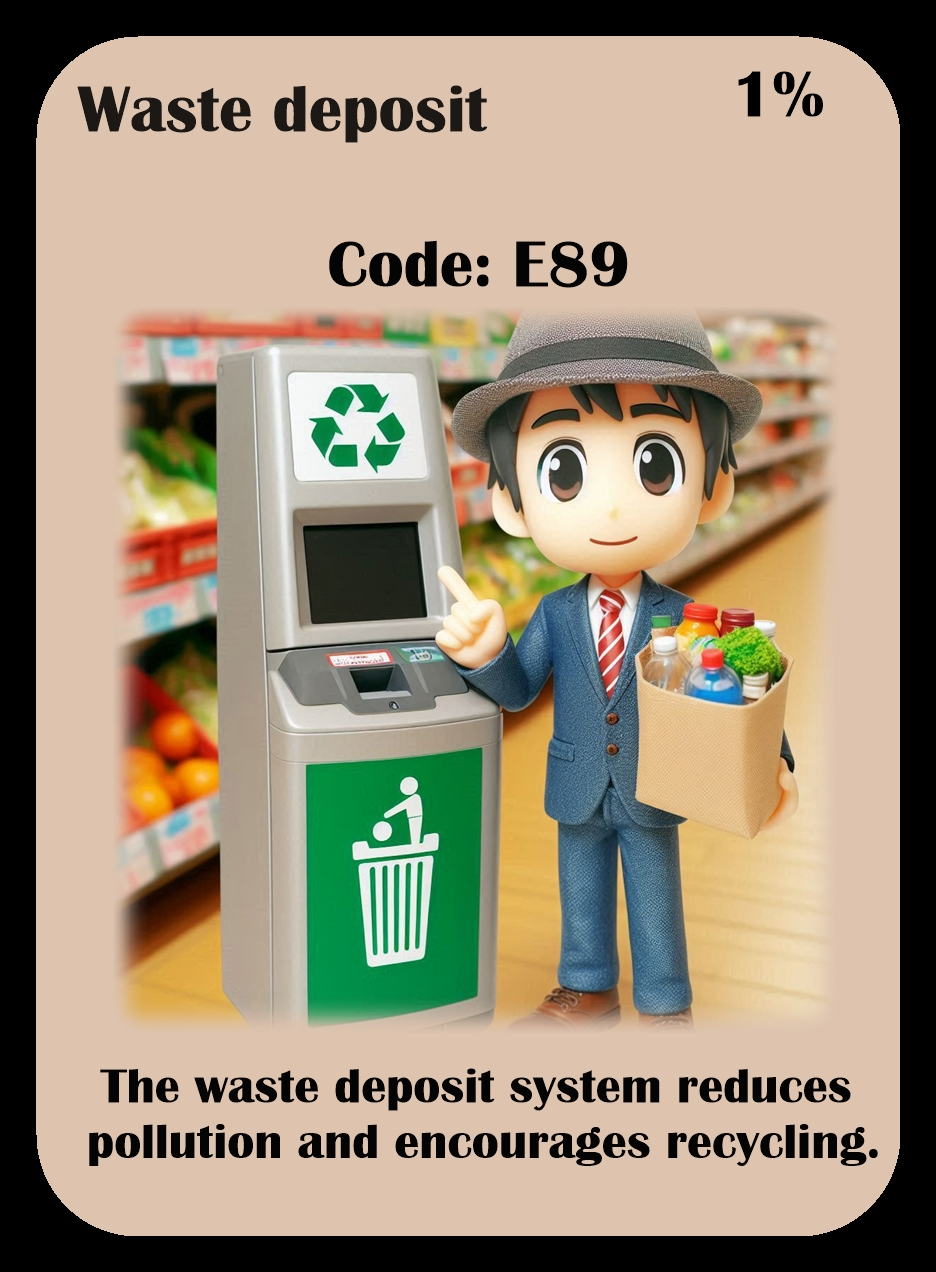 Waste deposit
1%
Code: E89
The waste deposit system reduces
pollution and encourages recycling.